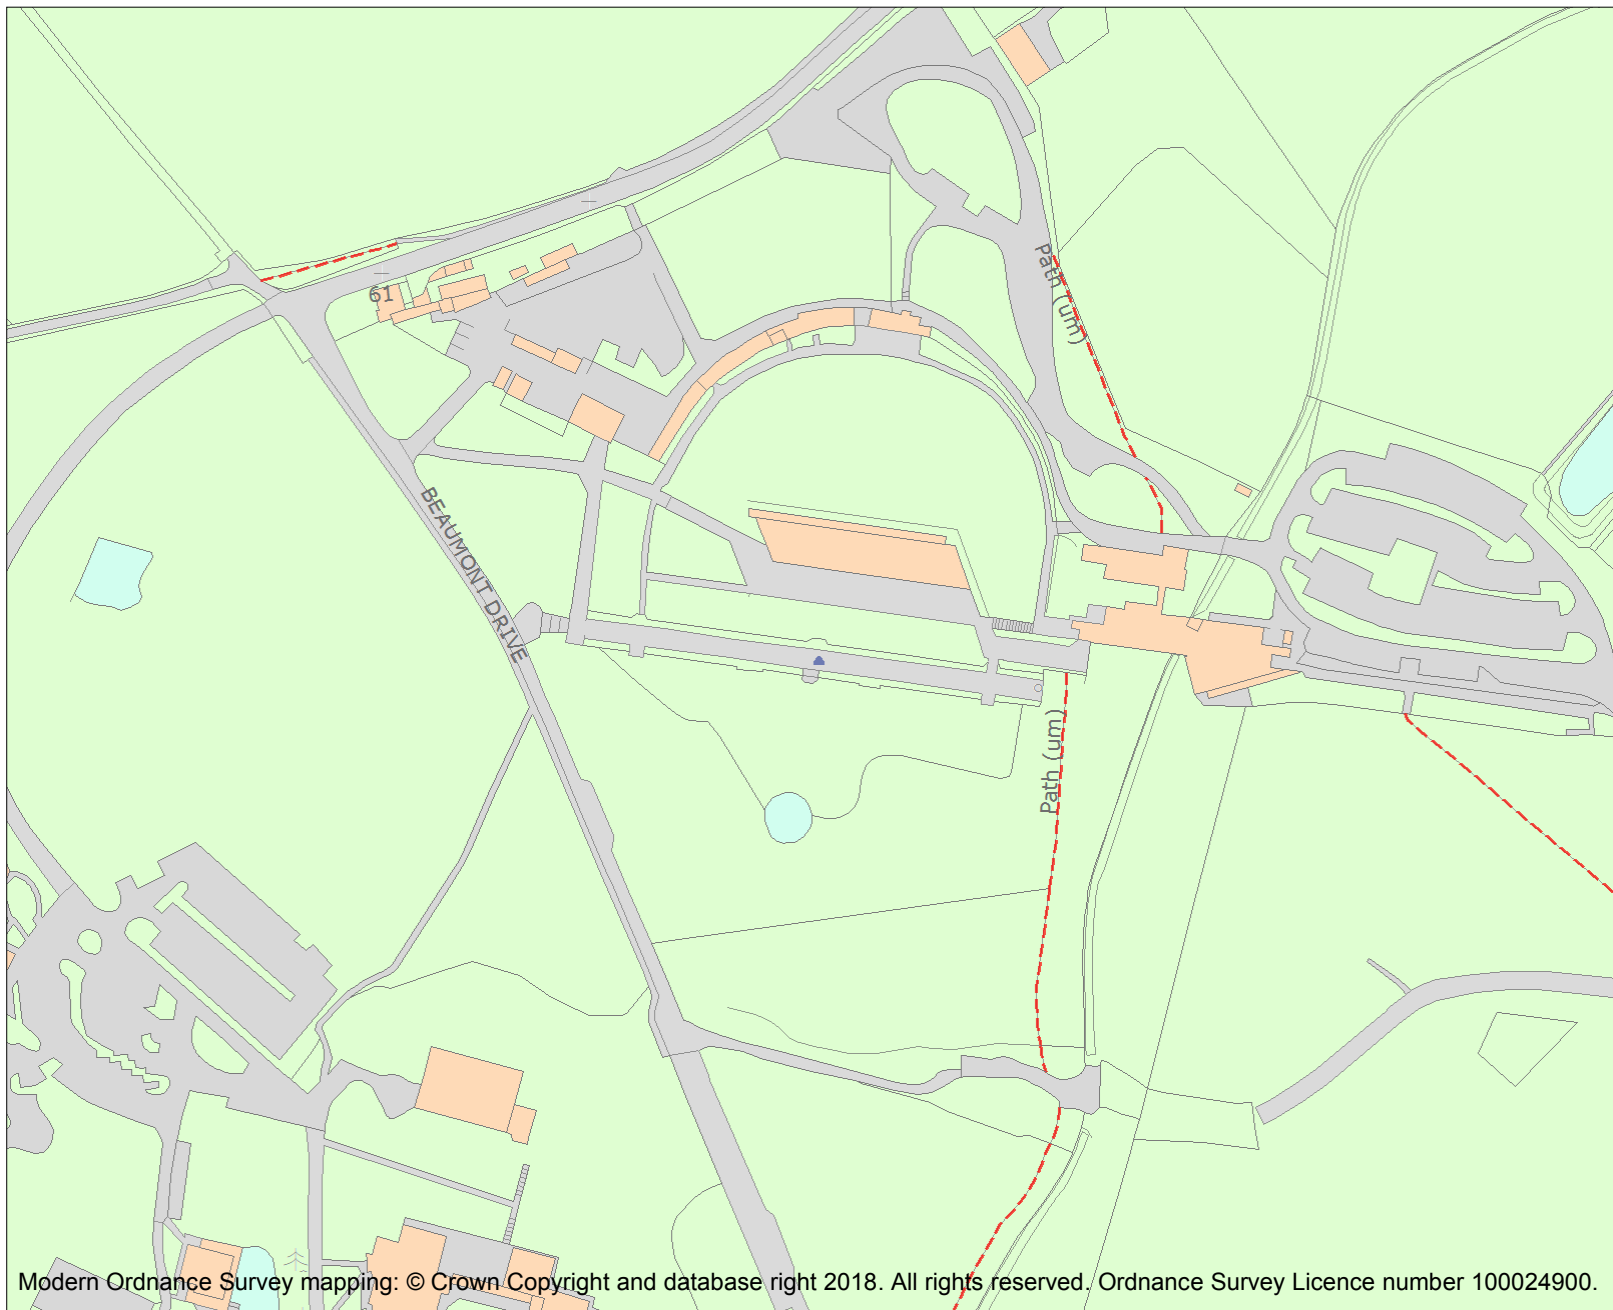 Path (um)
61
BEAUMONT DRIVE
Path (um)
Modern Ordnance Survey mapping: © Crown Copyright and database right 2018. All rights reserved. Ordnance Survey Licence number 100024900.